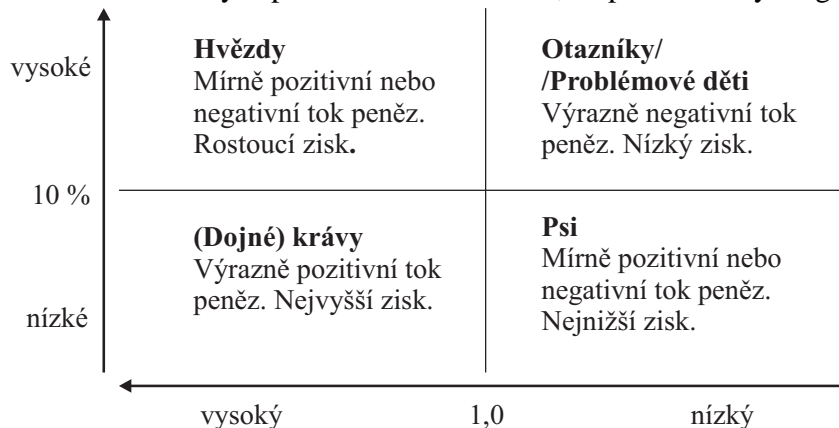 vysoké
Hvězdy
Mírně pozitivní nebo
negativní tok peněz.
Rostoucí zisk.
Otazníky/
/Problémové děti
Výrazně negativní tok
peněz. Nízký zisk.
10 %
(Dojné) krávy
Výrazně pozitivní tok
peněz. Nejvyšší zisk.
Psi
Mírně pozitivní nebo
negativní tok peněz.
Nejnižší zisk.
nízké
vysoký 1,0 nízký